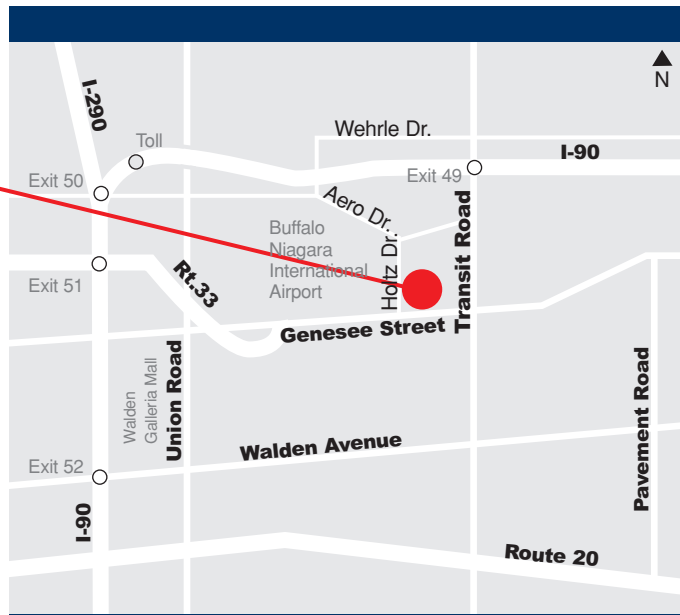 N
I-290
Toll
Wehrle Dr.
I-90
Exit 50
Exit 49
Aero Dr.
Buffalo
Niagara
International
Airport
Holtz Dr.
Transit Road
Exit 51
Rt.33
Genesee Street
Walden
Galleria Mall
Union Road
Walden Avenue
Pavement Road
Exit 52
I-90
Route 20